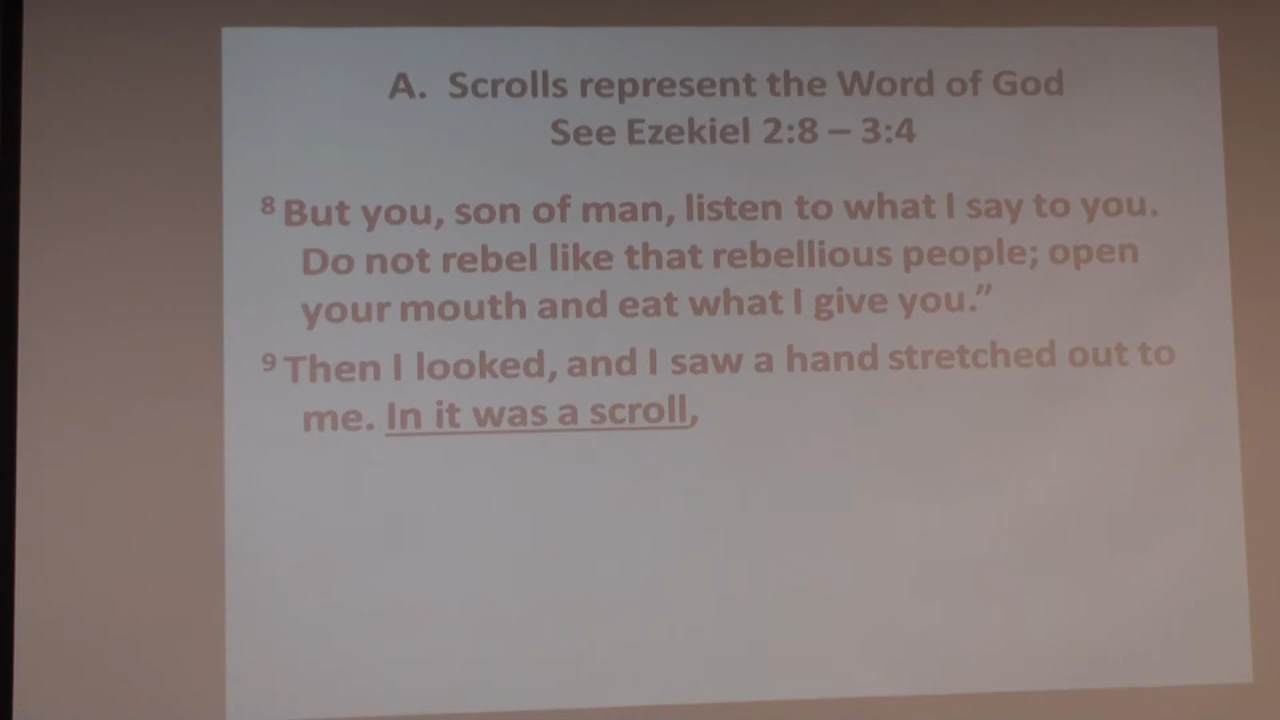 A. Scrolls represent the Word of God
See Ezekiel 2:8 – 3:4
8 But you, son of man, listen to what I say to you.
Do not rebel like that rebellious people; open
your mouth and eat what I give you.”
9 Then I looked, and I saw a hand stretched out to
me. In it was a scroll,